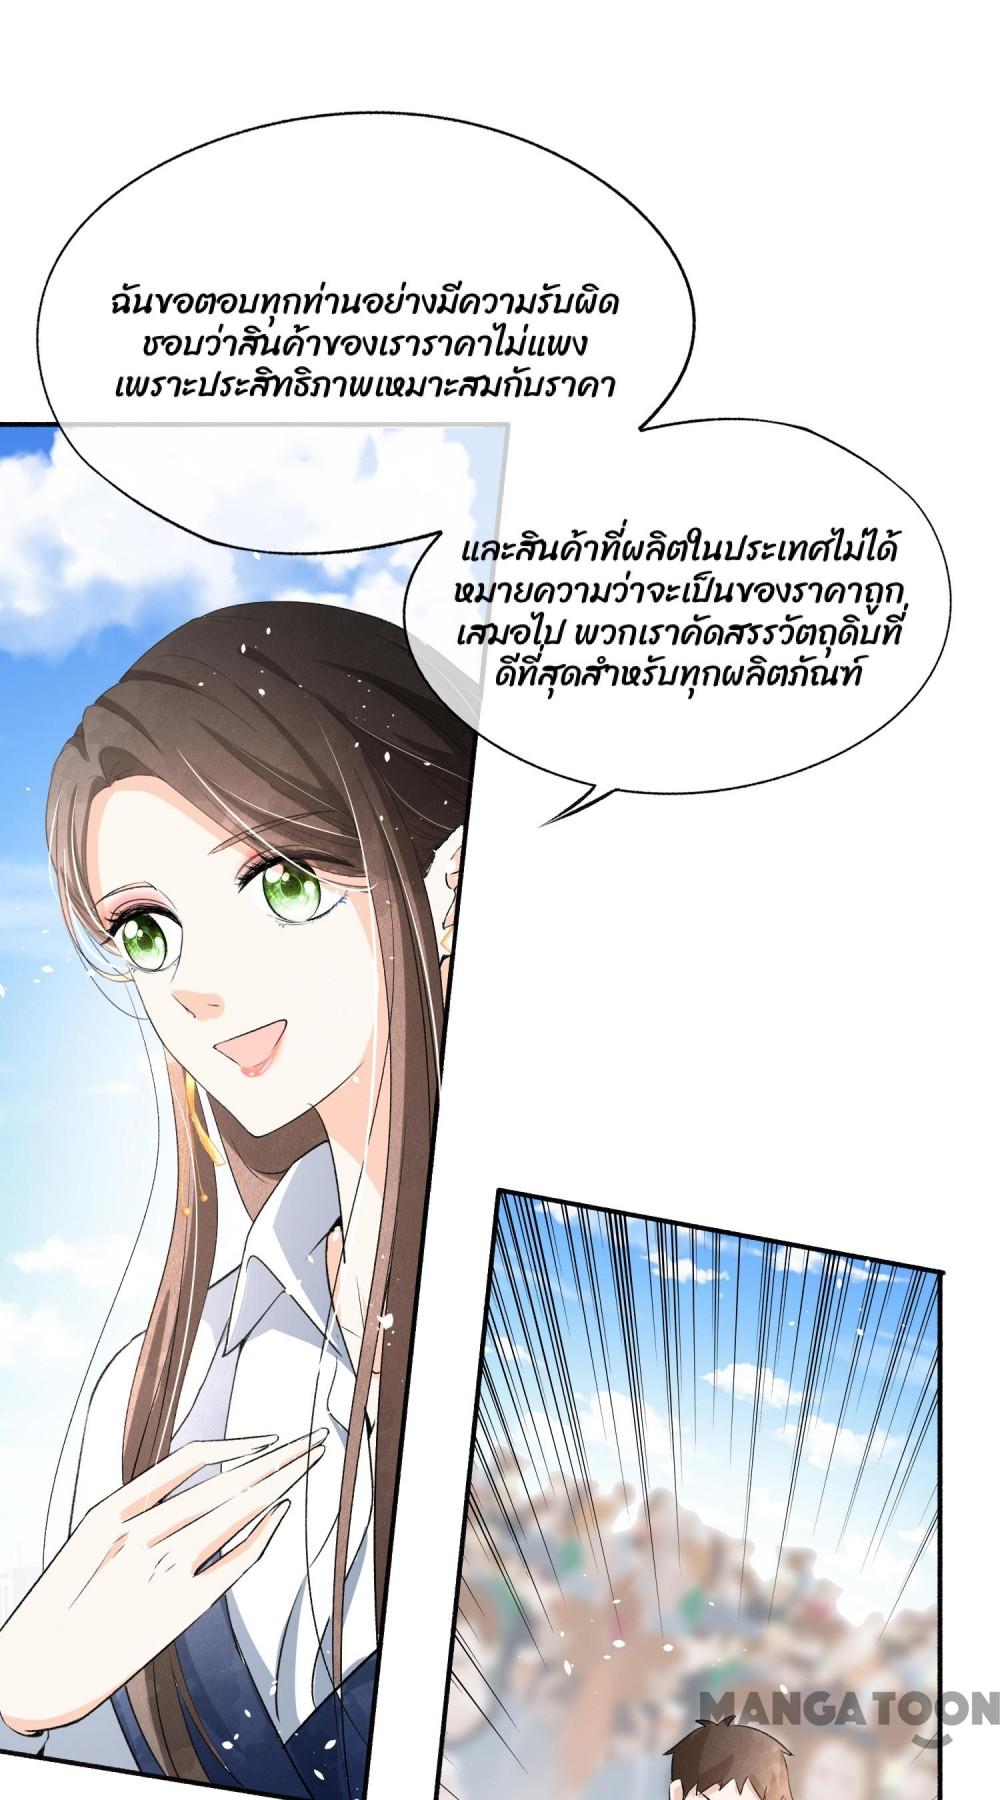 ฉันขอตอบทุกท่านอย่างมีความรับผิด
ชอบว่าสินค้าของเราราคาไม่แพง
เพราะประสิทธิภาพเหมาะสมกับราคา
และสินค้าที่ผลิตในประเทศไม่ได้
หมายความว่าจะเป็นของราคาถูก
เสมอไป พวกเราคัดสรรวัตถุดิบที่
ดีที่สุดสำหรับทุกผลิตภัณฑ์
MANGATOON